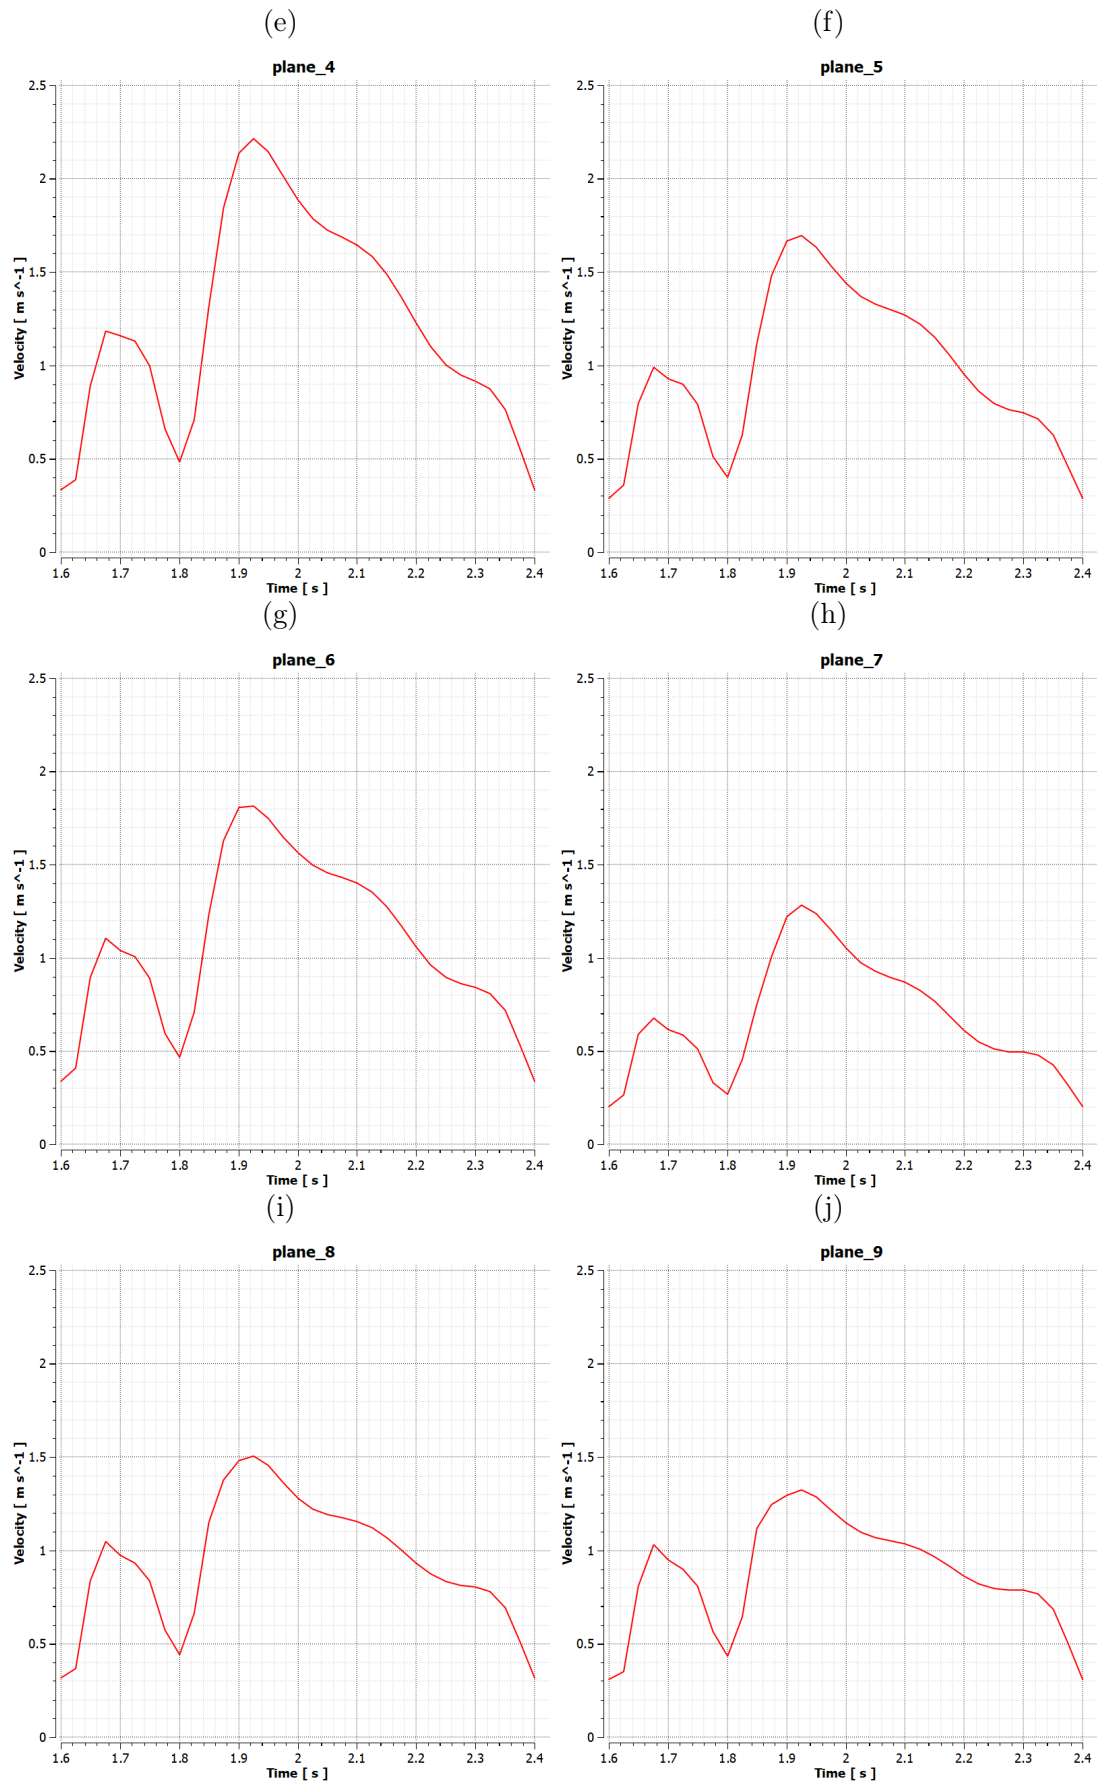 (e) (f)
plane_4 plane_5
2.5 2.5
2 2
1.5 1.5
1 1
0.5 0.5
0 0
Velocity [ m s^-1 ] Velocity [ m s^-1 ]
1.6 1.7 1.8 1.9 2 2.1 2.2 2.3 2.4 1.6 1.7 1.8 1.9 2 2.1 2.2 2.3 2.4
Time [ s ] Time [ s ]
(g) (h)
plane_6 plane_7
2.5 2.5
2 2
1.5 1.5
1 1
0.5 0.5
0 0
Velocity [ m s^-1 ] Velocity [ m s^-1 ]
1.6 1.7 1.8 1.9 2 2.1 2.2 2.3 2.4 1.6 1.7 1.8 1.9 2 2.1 2.2 2.3 2.4
Time [ s ] Time [ s ]
(i) (j)
plane_8 plane_9
2.5 2.5
2 2
1.5 1.5
1 1
0.5 0.5
0 0
Velocity [ m s^-1 ] Velocity [ m s^-1 ]
1.6 1.7 1.8 1.9 2 2.1 2.2 2.3 2.4 1.6 1.7 1.8 1.9 2 2.1 2.2 2.3 2.4
Time [ s ] Time [ s ]